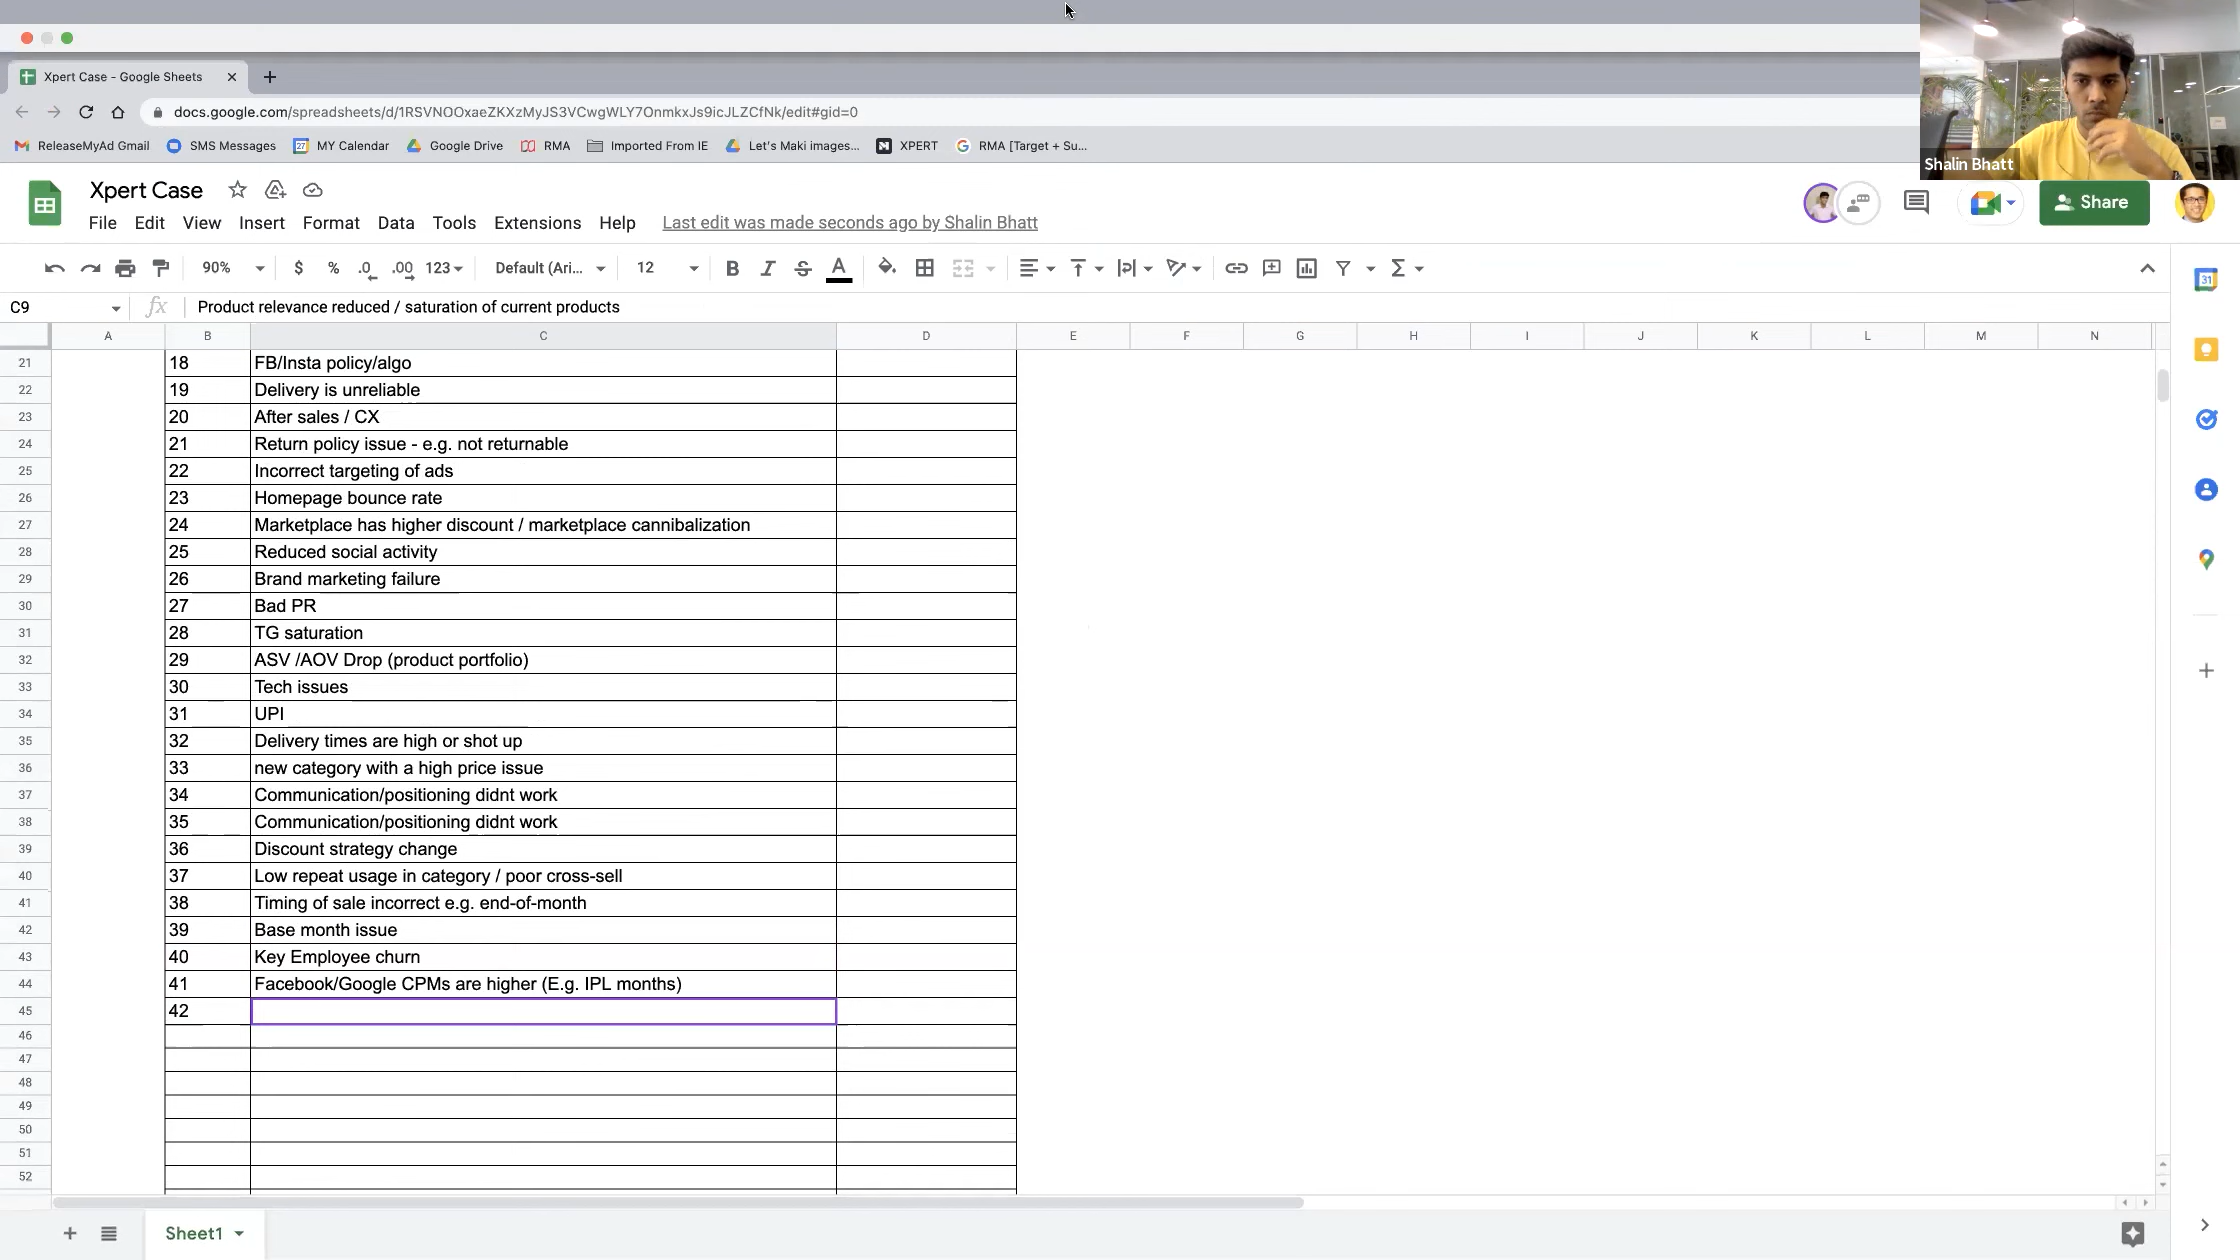 Xpert Case - Google Sheets
docs.google.com/spreadsheets/d/1RSVNOOxaeZKXzMyJS3VCwgWLY7OnmkxJs9icJLZCfNk/edit#gid=0
ReleaseMyAd Gmail SMS Messages MY Calendar Google Drive RMA Imported From IE Let's Maki images... XPERT RMA [Target + Su...
Shalin Bhatt
Xpert Case
Share
File Edit View Insert Format Data Tools Extensions Help Last edit was made seconds ago by Shalin Bhatt
90% $ % .0 .00 123 Default (Ari... 12 B I S A Σ
C9 fx Product relevance reduced / saturation of current products
A B C D E F G H I J K L M N
21 18 FB/Insta policy/algo
22 19 Delivery is unreliable
23 20 After sales / CX
24 21 Return policy issue - e.g. not returnable
25 22 Incorrect targeting of ads
26 23 Homepage bounce rate
27 24 Marketplace has higher discount / marketplace cannibalization
28 25 Reduced social activity
29 26 Brand marketing failure
30 27 Bad PR
31 28 TG saturation
32 29 ASV /AOV Drop (product portfolio)
33 30 Tech issues
34 31 UPI
35 32 Delivery times are high or shot up
36 33 new category with a high price issue
37 34 Communication/positioning didnt work
38 35 Communication/positioning didnt work
39 36 Discount strategy change
40 37 Low repeat usage in category / poor cross-sell
41 38 Timing of sale incorrect e.g. end-of-month
42 39 Base month issue
43 40 Key Employee churn
44 41 Facebook/Google CPMs are higher (E.g. IPL months)
45 42
46
47
48
49
50
51
52
Sheet1